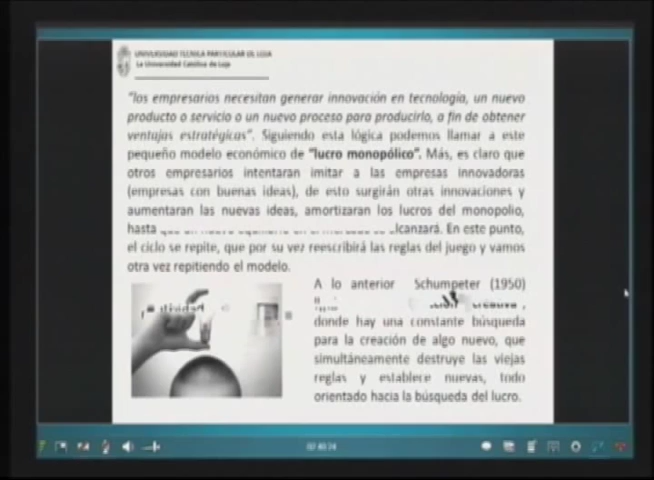 UNIVERSIDAD TÉCNICA PARTICULAR DE LOJA
La Universidad Católica de Loja
"los empresarios necesitan generar innovación en tecnología, un nuevo
producto o servicio o un nuevo proceso para producirlo, a fin de obtener
ventajas estratégicas". Siguiendo esta lógica podemos llamar a este
pequeño modelo económico de "lucro monopólico". Más, es claro que
otros empresarios intentaran imitar a las empresas innovadoras
(empresas con buenas ideas), de esto surgirán otras innovaciones y
aumentaran las nuevas ideas, amortizaran los lucros del monopolio,
hasta alcanzará. En este punto,
el ciclo se repite, que por su vez reescribirá las reglas del juego y vamos
otra vez repitiendo el modelo.
A lo anterior Schumpeter (1950)
creativa",
donde hay una constante búsqueda
para la creación de algo nuevo, que
simultáneamente destruye las viejas
reglas y establece nuevas, todo
orientado hacia la búsqueda del lucro.